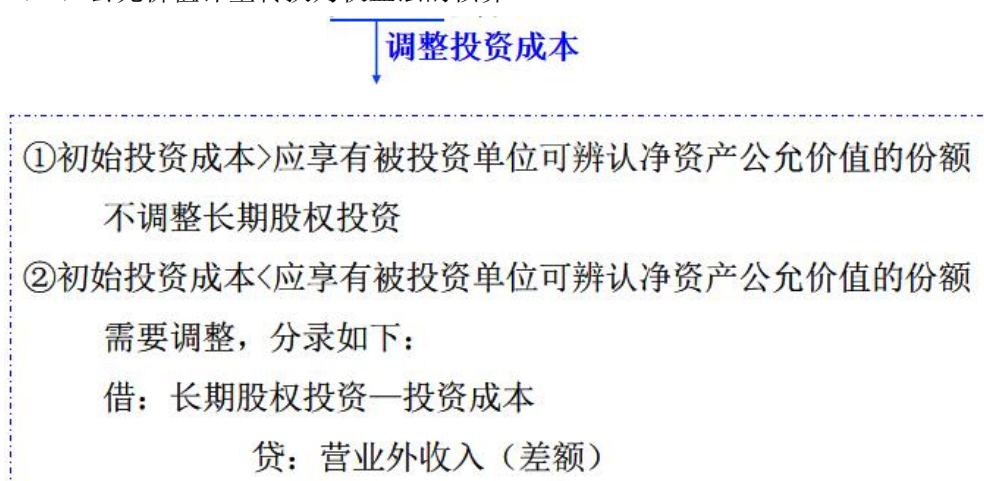 调整投资成本
①初始投资成本>应享有被投资单位可辨认净资产公允价值的份额
不调整长期股权投资
②初始投资成本<应享有被投资单位可辨认净资产公允价值的份额
需要调整，分录如下：
借：长期股权投资—投资成本
贷：营业外收入（差额）